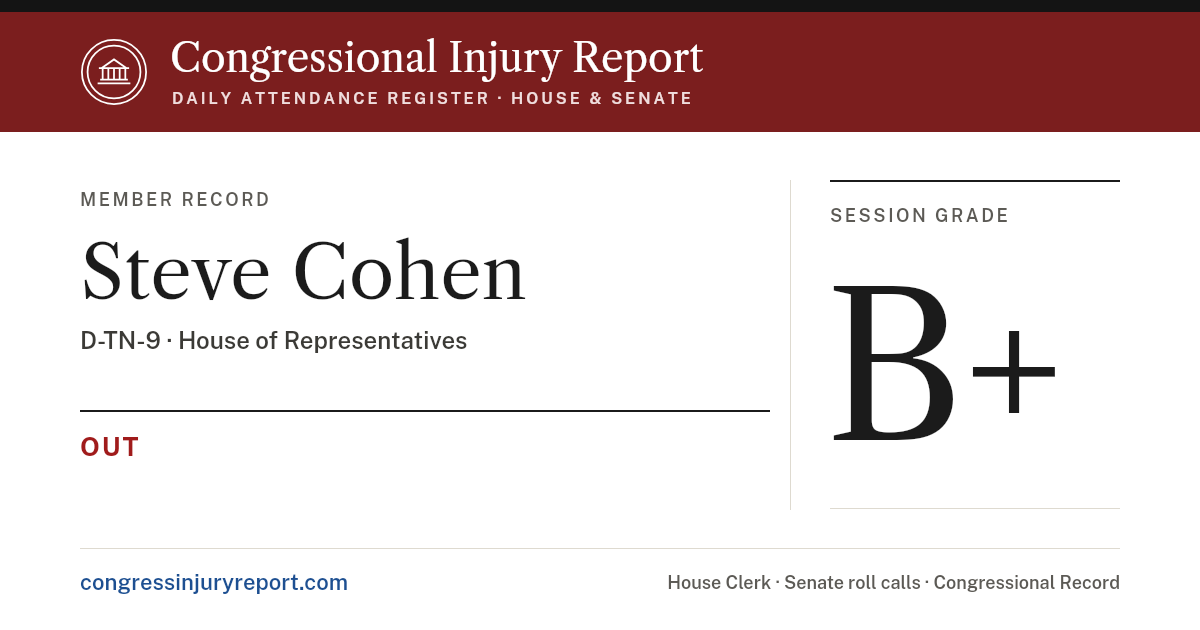 Congressional Injury Report
DAILY ATTENDANCE REGISTER · HOUSE & SENATE
MEMBER RECORD
Steve Cohen
D-TN-9 · House of Representatives
OUT
SESSION GRADE
B+
congressinjuryreport.com
House Clerk · Senate roll calls · Congressional Record